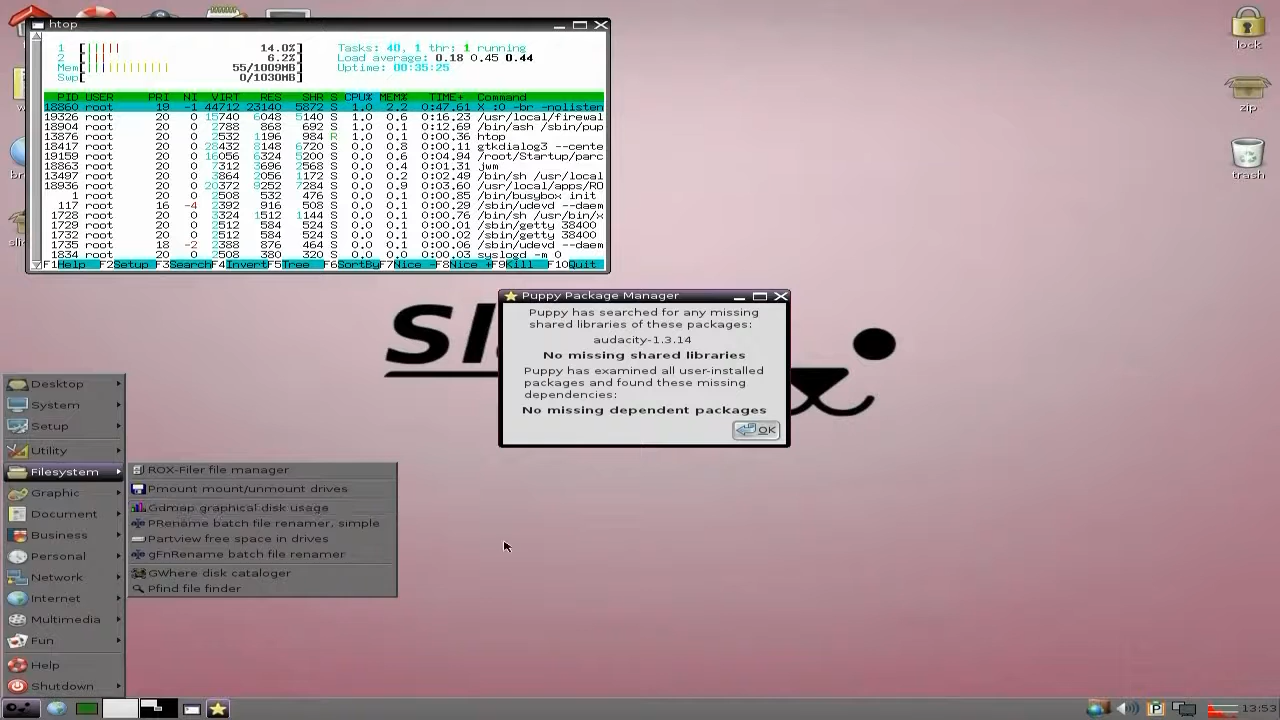 htop
1 [||||| 14.0%]
2 [||| 6.2%]
Mem[||||||||||| 55/1009MB]
Swp[ 0/1030MB]
Tasks: 40, 1 thr: 1 running
Load average: 0.18 0.45 0.44
Uptime: 00:35:25
PID USER PRI NI VIRT RES SHR S CPU% MEM% TIME+ Command
18860 root 19 -1 44712 23140 5872 S 1.0 2.2 0:47.61 X :0 -br -nolisten
19326 root 20 0 15740 6048 5140 S 1.0 0.6 0:16.23 /usr/local/firewal
18904 root 20 0 2788 868 692 S 1.0 0.1 0:12.69 /bin/ash /sbin/pup
13876 root 20 0 2532 1196 984 R 1.0 0.1 0:00.36 htop
18417 root 20 0 28432 8148 6720 S 0.0 0.8 0:00.11 gtkdialog3 --cente
19159 root 20 0 16056 6324 5200 S 0.0 0.6 0:04.94 /root/Startup/parc
18863 root 20 0 7312 3696 2568 S 0.0 0.4 0:01.31 jwm
13497 root 20 0 3864 2056 1172 S 0.0 0.2 0:02.49 bin/sh /usr/local
18936 root 20 0 20372 9252 7284 S 0.0 0.9 0:03.60 /usr/local/apps/RO
1 root 20 0 2508 532 476 S 0.0 0.1 0:00.85 /bin/busybox init
117 root 16 -4 2392 916 508 S 0.0 0.1 0:00.29 /sbin/udevd --daem
1728 root 20 0 3324 1512 1144 S 0.0 0.1 0:00.76 /bin/sh /usr/bin/x
1729 root 20 0 2512 584 524 S 0.0 0.1 0:00.01 /sbin/getty 38400
1732 root 20 0 2512 584 524 S 0.0 0.1 0:00.02 /sbin/getty 38400
1735 root 18 -2 2388 876 464 S 0.0 0.1 0:00.06 /sbin/udevd --daem
1834 root 20 0 2508 380 320 S 0.0 0.0 0:00.03 syslogd -m 0
F1Help F2Setup F3SearchF4InvertF5Tree F6SortByF7Nice -F8Nice +F9Kill F10Quit
lock
zip
trash
Puppy Package Manager
Puppy has searched for any missing
shared libraries of these packages:
audacity-1.3.14
No missing shared libraries
Puppy has examined all user-installed
packages and found these missing
dependencies:
No missing dependent packages
OK
Desktop
System
Setup
Utility
Filesystem
Graphic
Document
Business
Personal
Network
Internet
Multimedia
Fun
Help
Shutdown
ROX-Filer file manager
Pmount mount/unmount drives
Gdmap graphical disk usage
PRename batch file renamer, simple
Partview free space in drives
gFnRename batch file renamer
GWhere disk cataloger
Pfind file finder
13:53